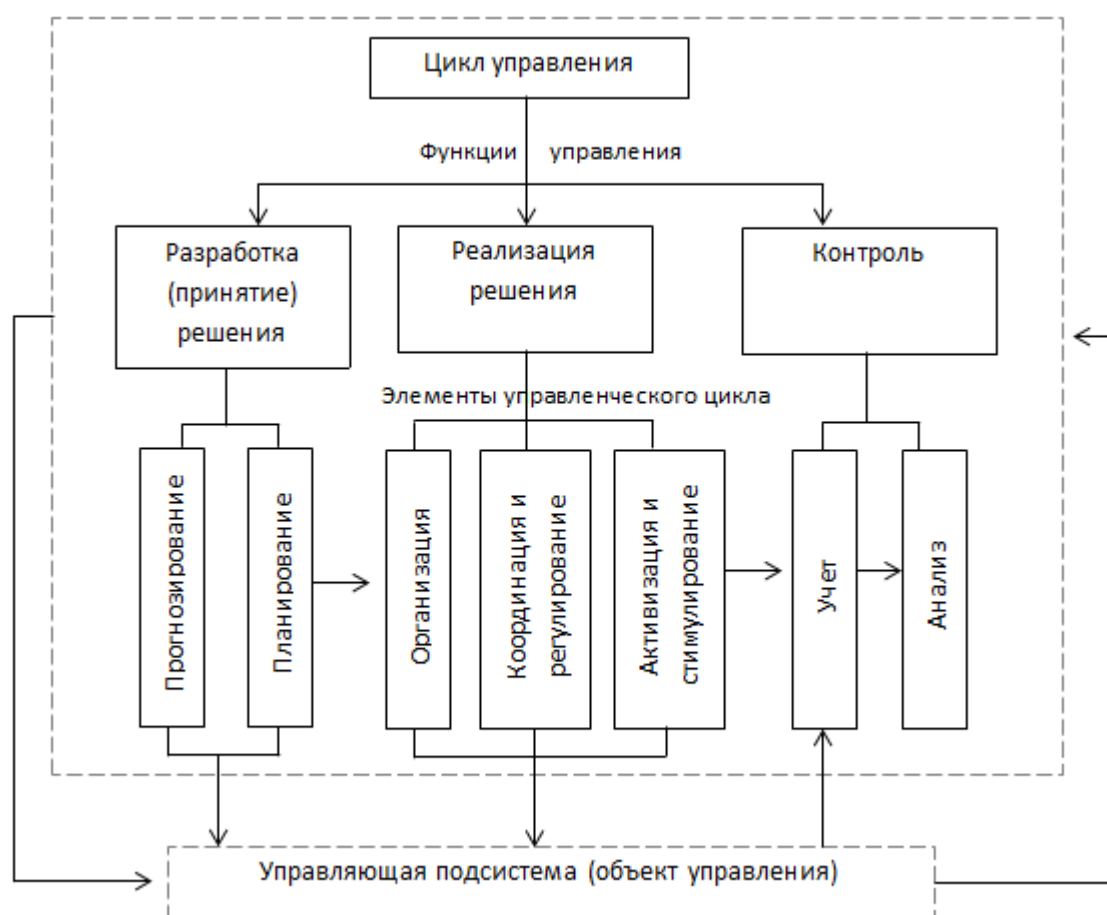 Цикл управления
Функции управления
Разработка
(принятие)
решения
Реализация
решения
Контроль
Элементы управленческого цикла
Прогнозирование
Планирование
Организация
Координация и
регулирование
Активизация и
стимулирование
Учет
Анализ
Управляющая подсистема (объект управления)